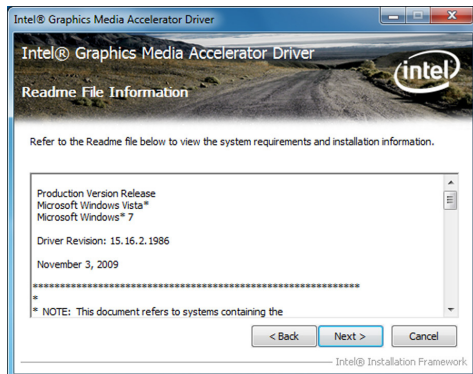 Intel® Graphics Media Accelerator Driver
Intel® Graphics Media Accelerator Driver
Readme File Information
intel
Refer to the Readme file below to view the system requirements and installation information.
Production Version Release
Microsoft Windows Vista*
Microsoft Windows* 7
Driver Revision: 15.16.2.1986
November 3, 2009
******************************************************************
*
* NOTE: This document refers to systems containing the
< Back
Next >
Cancel
Intel® Installation Framework